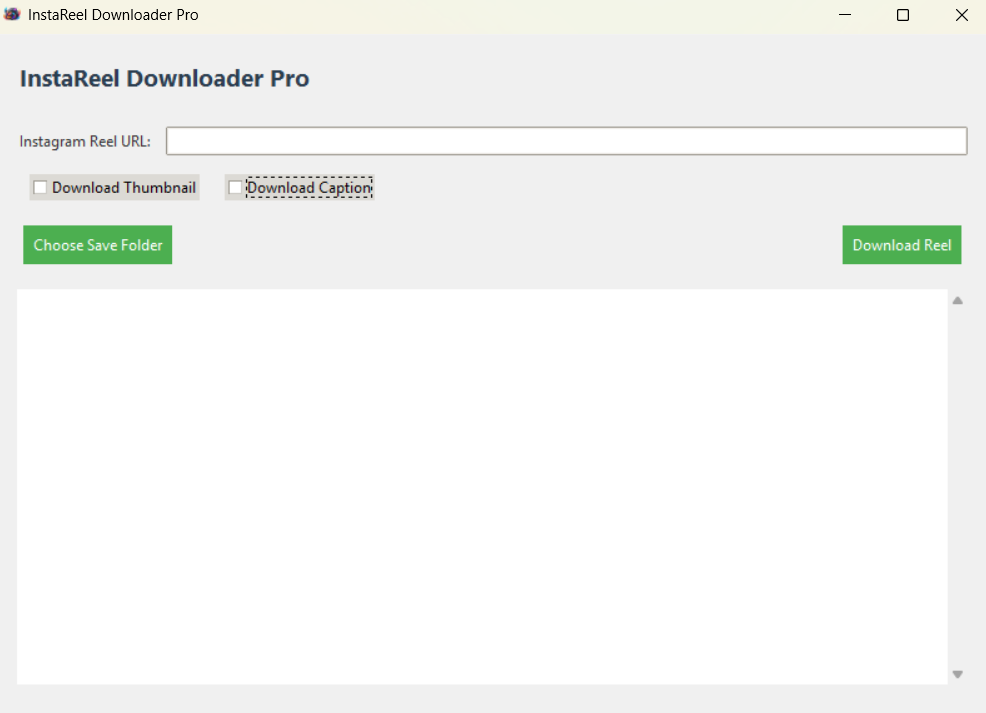 InstaReel Downloader Pro
InstaReel Downloader Pro
Instagram Reel URL:
Download Thumbnail Download Caption
Choose Save Folder Download Reel